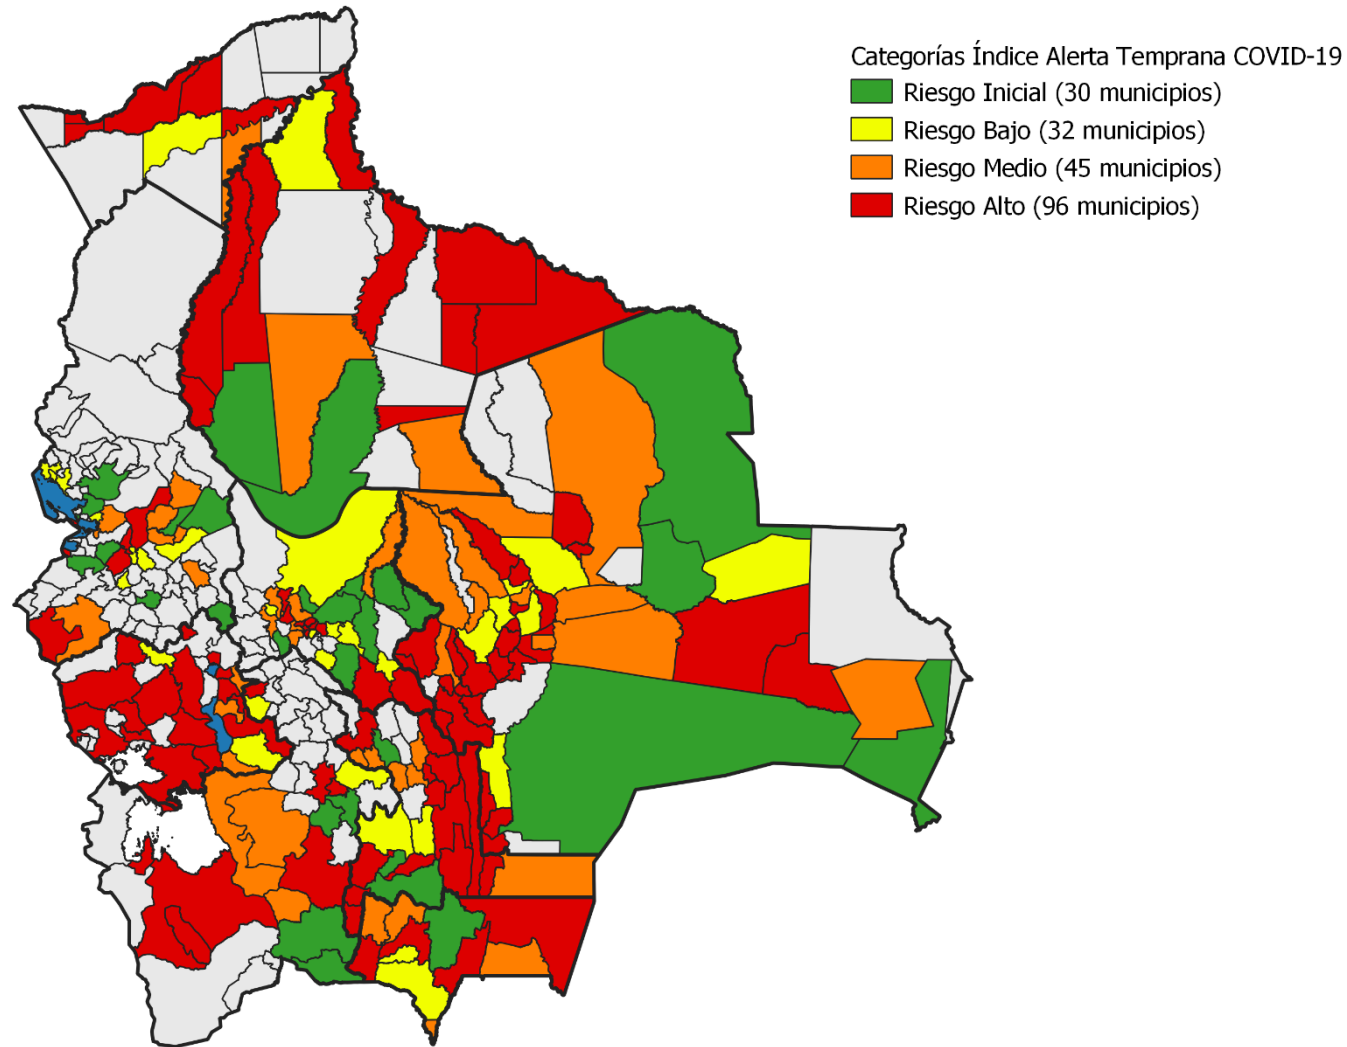 Categorías Índice Alerta Temprana COVID-19
Riesgo Inicial (30 municipios)
Riesgo Bajo (32 municipios)
Riesgo Medio (45 municipios)
Riesgo Alto (96 municipios)